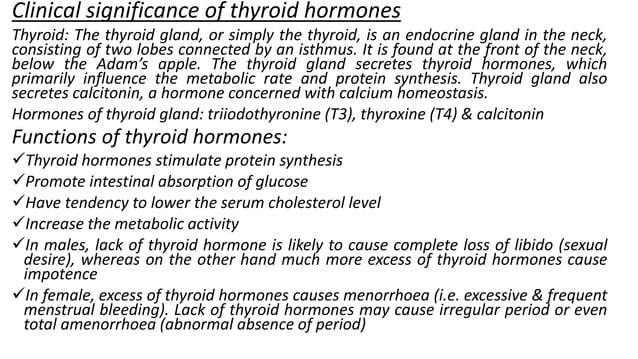 Clinical significance of thyroid hormones
Thyroid: The thyroid gland, or simply the thyroid, is an endocrine gland in the neck,
consisting of two lobes connected by an isthmus. It is found at the front of the neck,
below the Adam's apple. The thyroid gland secretes thyroid hormones, which
primarily influence the metabolic rate and protein synthesis. Thyroid gland also
secretes calcitonin, a hormone concerned with calcium homeostasis.
Hormones of thyroid gland: triiodothyronine (T3), thyroxine (T4) & calcitonin
Functions of thyroid hormones:
✓Thyroid hormones stimulate protein synthesis
✓Promote intestinal absorption of glucose
✓Have tendency to lower the serum cholesterol level
✓Increase the metabolic activity
✓In males, lack of thyroid hormone is likely to cause complete loss of libido (sexual
desire), whereas on the other hand much more excess of thyroid hormones cause
impotence
✓In female, excess of thyroid hormones causes menorrhoea (i.e. excessive & frequent
menstrual bleeding). Lack of thyroid hormones may cause irregular period or even
total amenorrhoea (abnormal absence of period)